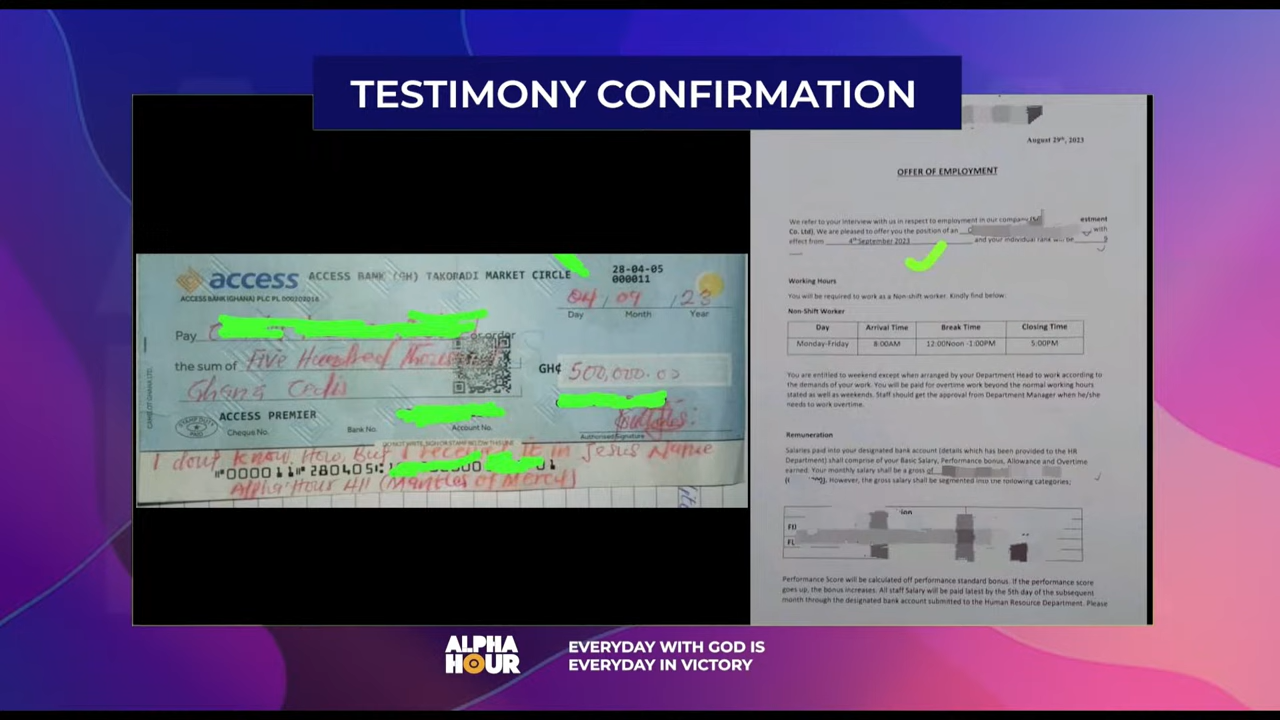 TESTIMONY CONFIRMATION
access ACCESS BANK (GH) TAKORADI MARKET CIRCLE
28-04-05
000011
ACCESS BANK (GHANA) PLC PL 000302016
04 / 09 / 23
Day Month Year
Pay
or order
the sum of Five Hundred Thousand
Ghana Cedis
GH¢ 500,000.00
ACCESS PREMIER
Cheque No. Bank No. Account No.
Authorised Signature
I don't know, How, But I receive it in Jesus Name
Alpha Hour 111 (Mantles of Mercy)
August 29th, 2023
OFFER OF EMPLOYMENT
We refer to your interview with us in respect to employment in our company
estment
Co. Ltd). We are pleased to offer you the position of an
with
effect from 4th September 2023 and your individual rank will be
Working Hours
You will be required to work as a Non-shift worker. Kindly find below:
Non-Shift Worker
Day Arrival Time Break Time Closing Time
Monday-Friday 8:00AM 12:00Noon -1:00PM 5:00PM
You are entitled to weekend except when arranged by your Department Head to work according to
the demands of your work. You will be paid for overtime work beyond the normal working hours
stated as well as weekends. Staff should get the approval from Department Manager when he/she
needs to work overtime.
Remuneration
Salaries paid into your designated bank account (details which has been provided to the HR
Department) shall comprise of your Basic Salary, Performance bonus, Allowance and Overtime
earned. Your monthly salary shall be a gross of
However, the gross salary shall be segmented into the following categories;
Performance Score will be calculated off performance standard bonus. If the performance score
goes up, the bonus increases. All staff Salary will be paid latest by the 5th day of the subsequent
month through the designated bank account submitted to the Human Resource Department. Please
ALPHA
HOUR
EVERYDAY WITH GOD IS
EVERYDAY IN VICTORY